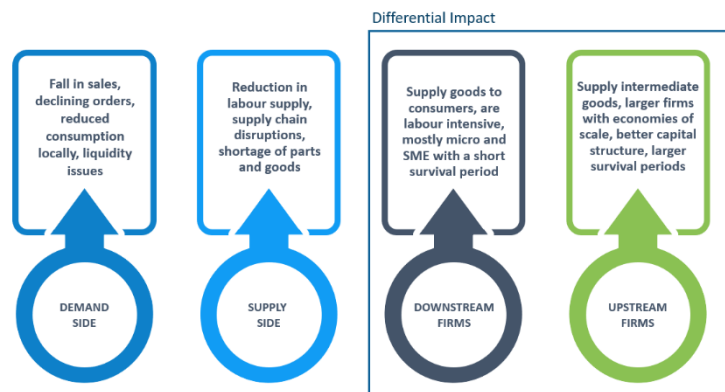 Differential Impact
Fall in sales,
declining orders,
reduced
consumption
locally, liquidity
issues
Reduction in
labour supply,
supply chain
disruptions,
shortage of parts
and goods
Supply goods to
consumers, are
labour intensive,
mostly micro and
SME with a short
survival period
Supply intermediate
goods, larger firms
with economies of
scale, better capital
structure, larger
survival periods
DEMAND
SIDE
SUPPLY
SIDE
DOWNSTREAM
FIRMS
UPSTREAM
FIRMS